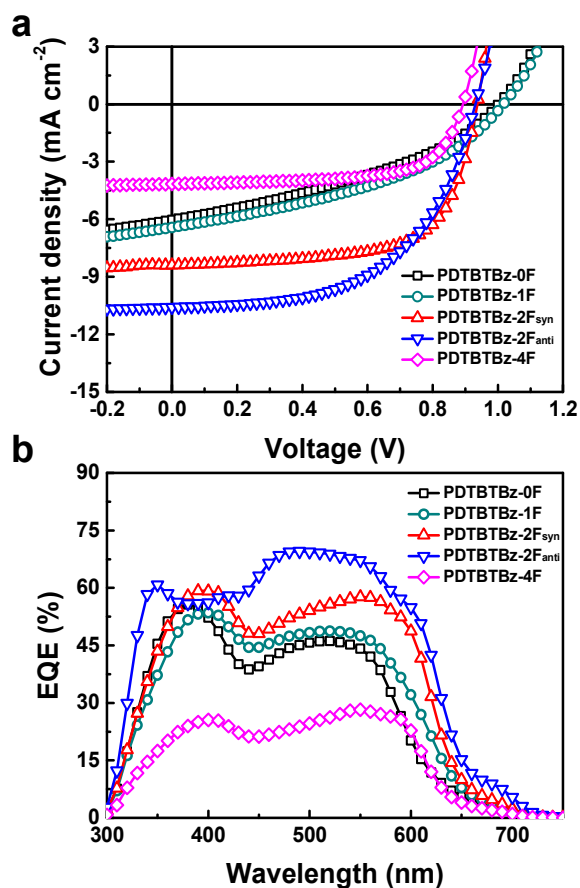 a
Current density (mA cm⁻²)
3
0
-3
-6
-9
-12
-15
PDTBTBz-0F
PDTBTBz-1F
PDTBTBz-2Fsyn
PDTBTBz-2Fanti
PDTBTBz-4F
-0.2 0.0 0.2 0.4 0.6 0.8 1.0 1.2
Voltage (V)
b
EQE (%)
90
75
60
45
30
15
0
PDTBTBz-0F
PDTBTBz-1F
PDTBTBz-2Fsyn
PDTBTBz-2Fanti
PDTBTBz-4F
300 400 500 600 700
Wavelength (nm)